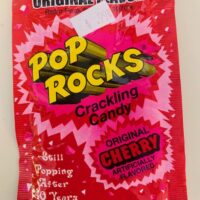 ORIGINAL
POP
ROCKS
Crackling
Candy
ORIGINAL
CHERRY
ARTIFICIALLY
FLAVORED
Still
Popping
After
Years